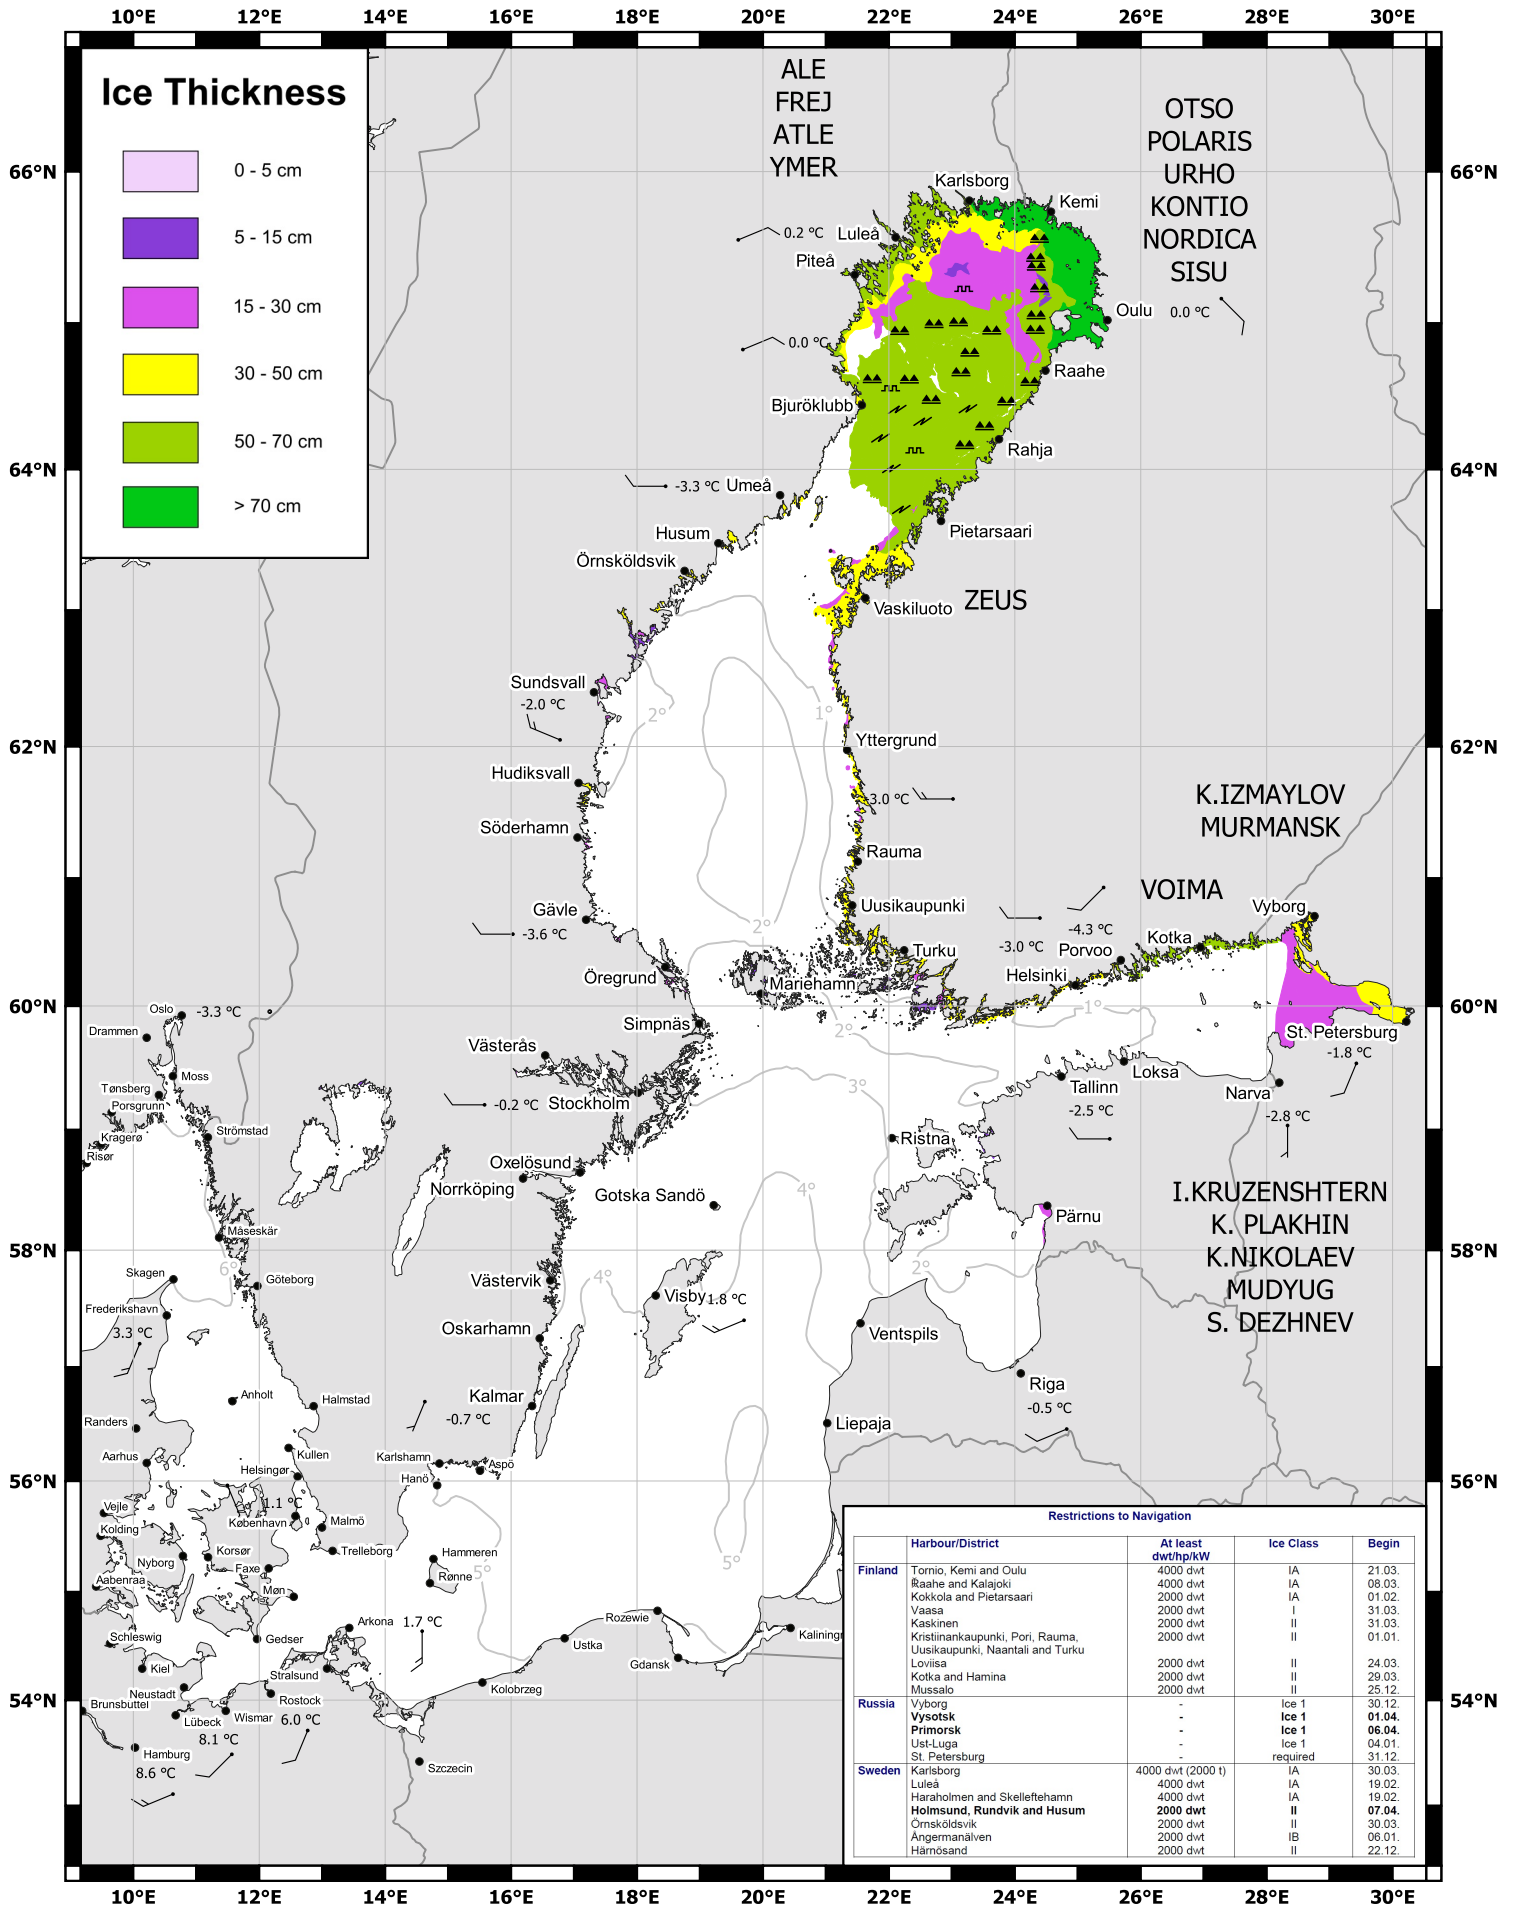 10°E 12°E 14°E 16°E 18°E 20°E 22°E 24°E 26°E 28°E 30°E
Ice Thickness
0 - 5 cm
5 - 15 cm
15 - 30 cm
30 - 50 cm
50 - 70 cm
> 70 cm
ALE
FREJ
ATLE
YMER
OTSO
POLARIS
URHO
KONTIO
NORDICA
SISU
66°N 66°N
Karlsborg
Kemi
0.2 °C
Luleå
Piteå
Oulu
0.0 °C
0.0 °C
Raahe
Bjuröklubb
Rahja
64°N 64°N
-3.3 °C
Umeå
Pietarsaari
Husum
Örnsköldsvik
ZEUS
Vaskiluoto
Sundsvall
-2.0 °C
2°
1°
62°N 62°N
Yttergrund
Hudiksvall
-3.0 °C
K.IZMAYLOV
MURMANSK
Söderhamn
Rauma
VOIMA
Gävle
Uusikaupunki
Vyborg
-3.6 °C
2°
-4.3 °C
-3.0 °C
Turku
Porvoo
Kotka
Öregrund
Mariehamn
Helsinki
60°N 60°N
Oslo
-3.3 °C
1°
Simpnäs
2°
St. Petersburg
Drammen
Västerås
-1.8 °C
Moss
Loksa
Tønsberg
3°
Tallinn
Narva
Porsgrunn
-0.2 °C
Stockholm
-2.5 °C
-2.8 °C
Strömstad
Kragerø
Ristna
Risør
Oxelösund
Norrköping
4°
Gotska Sandö
I.KRUZENSHTERN
K. PLAKHIN
K.NIKOLAEV
MUDYUG
S. DEZHNEV
Pärnu
Måseskär
58°N 58°N
6°
Skagen
Göteborg
Västervik
4°
2°
Visby
1.8 °C
Frederikshavn
3.3 °C
Oskarhamn
Ventspils
Riga
Anholt
Halmstad
Kalmar
-0.5 °C
Randers
-0.7 °C
Liepaja
Aarhus
Kullen
Karlshamn
Aspö
Helsingør
Hanö
56°N 56°N
Vejle
1.1 °C
København
Malmö
Kolding
Trelleborg
Hammeren
Nyborg
Korsør
Faxe
5°
5°
Aabenraa
Rønne
Møn
Arkona
1.7 °C
Rozewie
Schleswig
Gedser
Ustka
Kaliningr
Kiel
Stralsund
Gdansk
Neustadt
Rostock
Kolobrzeg
54°N 54°N
Brunsbuttel
Lübeck
Wismar
6.0 °C
8.1 °C
Hamburg
8.6 °C
Szczecin
Restrictions to Navigation
Harbour/District At least dwt/hp/kW Ice Class Begin
Finland Tornio, Kemi and Oulu 4000 dwt IA 21.03.
Raahe and Kalajoki 4000 dwt IA 08.03.
Kokkola and Pietarsaari 2000 dwt IA 01.02.
Vaasa 2000 dwt I 31.03.
Kaskinen 2000 dwt II 31.03.
Kristiinankaupunki, Pori, Rauma, 2000 dwt II 01.01.
Uusikaupunki, Naantali and Turku
Loviisa 2000 dwt II 24.03.
Kotka and Hamina 2000 dwt II 29.03.
Mussalo 2000 dwt II 25.12.
Russia Vyborg - Ice 1 30.12.
Vysotsk - Ice 1 01.04.
Primorsk - Ice 1 06.04.
Ust-Luga - Ice 1 04.01.
St. Petersburg - required 31.12.
Sweden Karlsborg 4000 dwt (2000 t) IA 30.03.
Luleå 4000 dwt IA 19.02.
Haraholmen and Skelleftehamn 4000 dwt IA 19.02.
Holmsund, Rundvik and Husum 2000 dwt II 07.04.
Örnsköldsvik 2000 dwt II 30.03.
Ångermanälven 2000 dwt IB 06.01.
Härnösand 2000 dwt II 22.12.
10°E 12°E 14°E 16°E 18°E 20°E 22°E 24°E 26°E 28°E 30°E